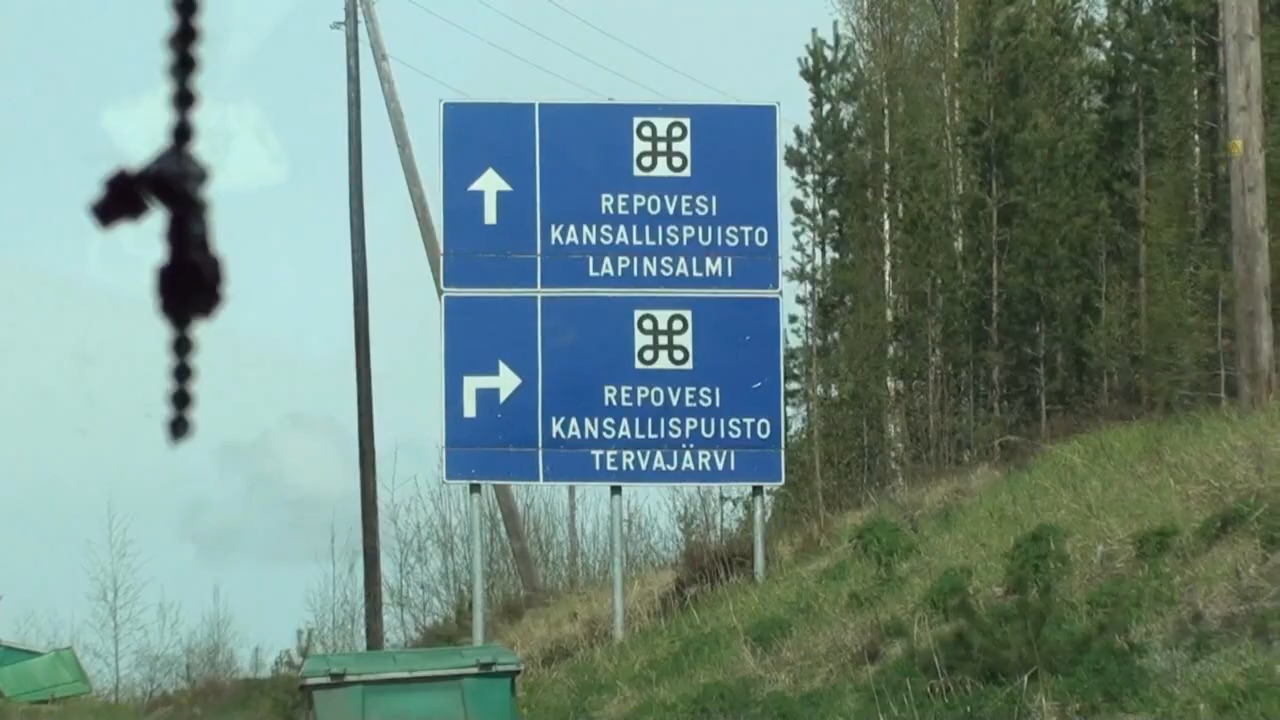 REPOVESI
KANSALLISPUISTO
LAPINSALMI
REPOVESI
KANSALLISPUISTO
TERVAJÄRVI